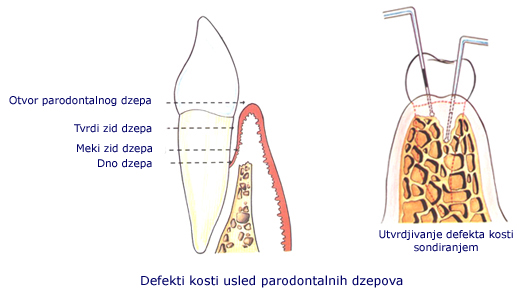 Otvor parodontalnog dzepa
Tvrdi zid dzepa
Meki zid dzepa
Dno dzepa
Utvrdjivanje defekta kosti
sondiranjem
Defekti kosti usled parodontalnih dzepova